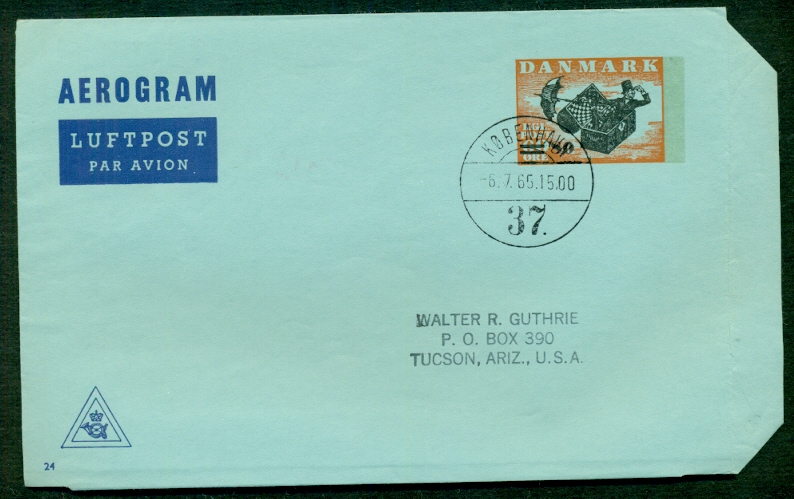 AEROGRAM
LUFTPOST
PAR AVION
DANMARK
ØRE
KØBENHAVN
-6.7.65.15.00
37.
WALTER R. GUTHRIE
P. O. BOX 390
TUCSON, ARIZ., U.S.A.
24